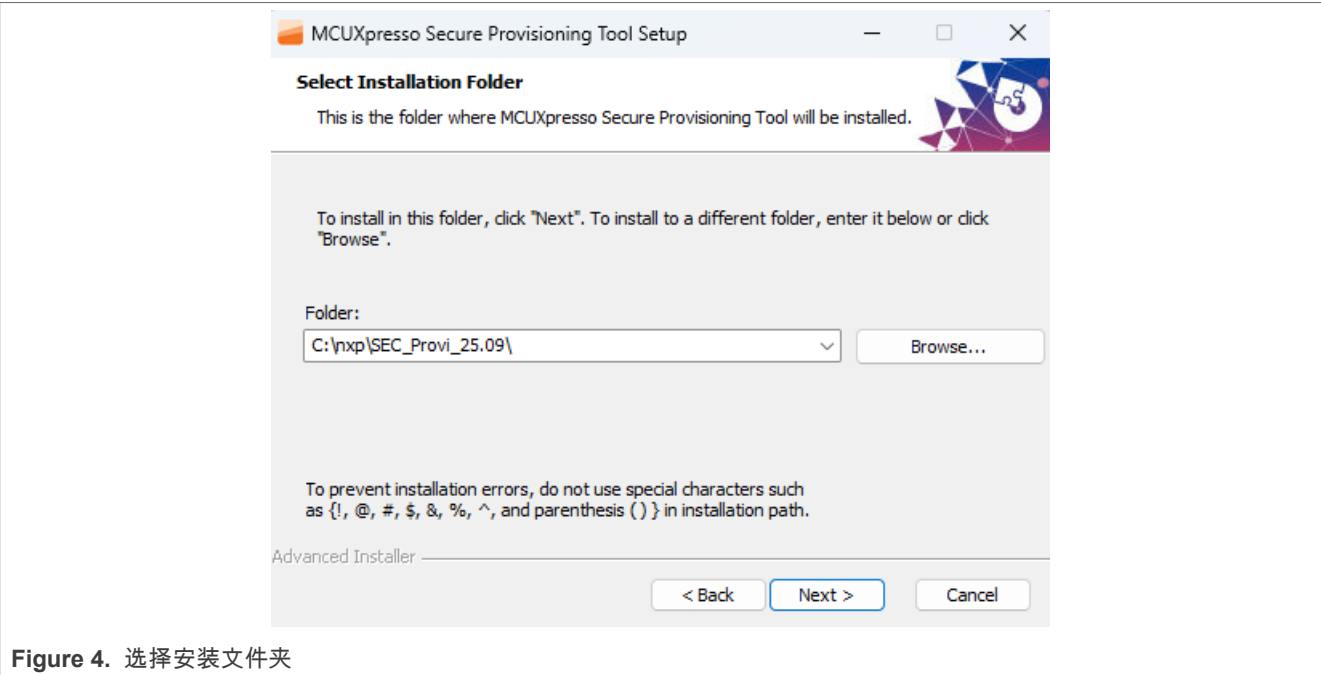 MCUXpresso Secure Provisioning Tool Setup
Select Installation Folder
This is the folder where MCUXpresso Secure Provisioning Tool will be installed.
To install in this folder, click "Next". To install to a different folder, enter it below or click
"Browse".
Folder:
C:\nxp\SEC_Provi_25.09\
Browse...
To prevent installation errors, do not use special characters such
as {!, @, #, $, &, %, ^, and parenthesis ( ) } in installation path.
Advanced Installer
< Back
Next >
Cancel
Figure 4. 选择安装文件夹